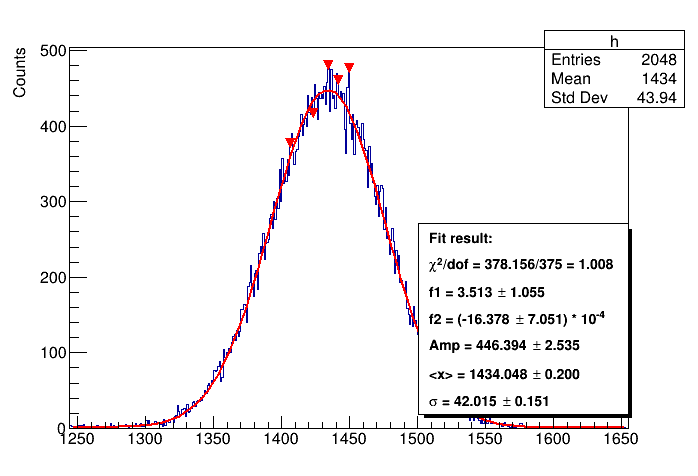 h
Entries 2048
Mean 1434
Std Dev 43.94
Counts
500
400
300
200
100
0
Fit result:
χ²/dof = 378.156/375 = 1.008
f1 = 3.513 ± 1.055
f2 = (-16.378 ± 7.051) * 10⁻⁴
Amp = 446.394 ± 2.535
<x> = 1434.048 ± 0.200
σ = 42.015 ± 0.151
1250 1300 1350 1400 1450 1500 1550 1600 1650